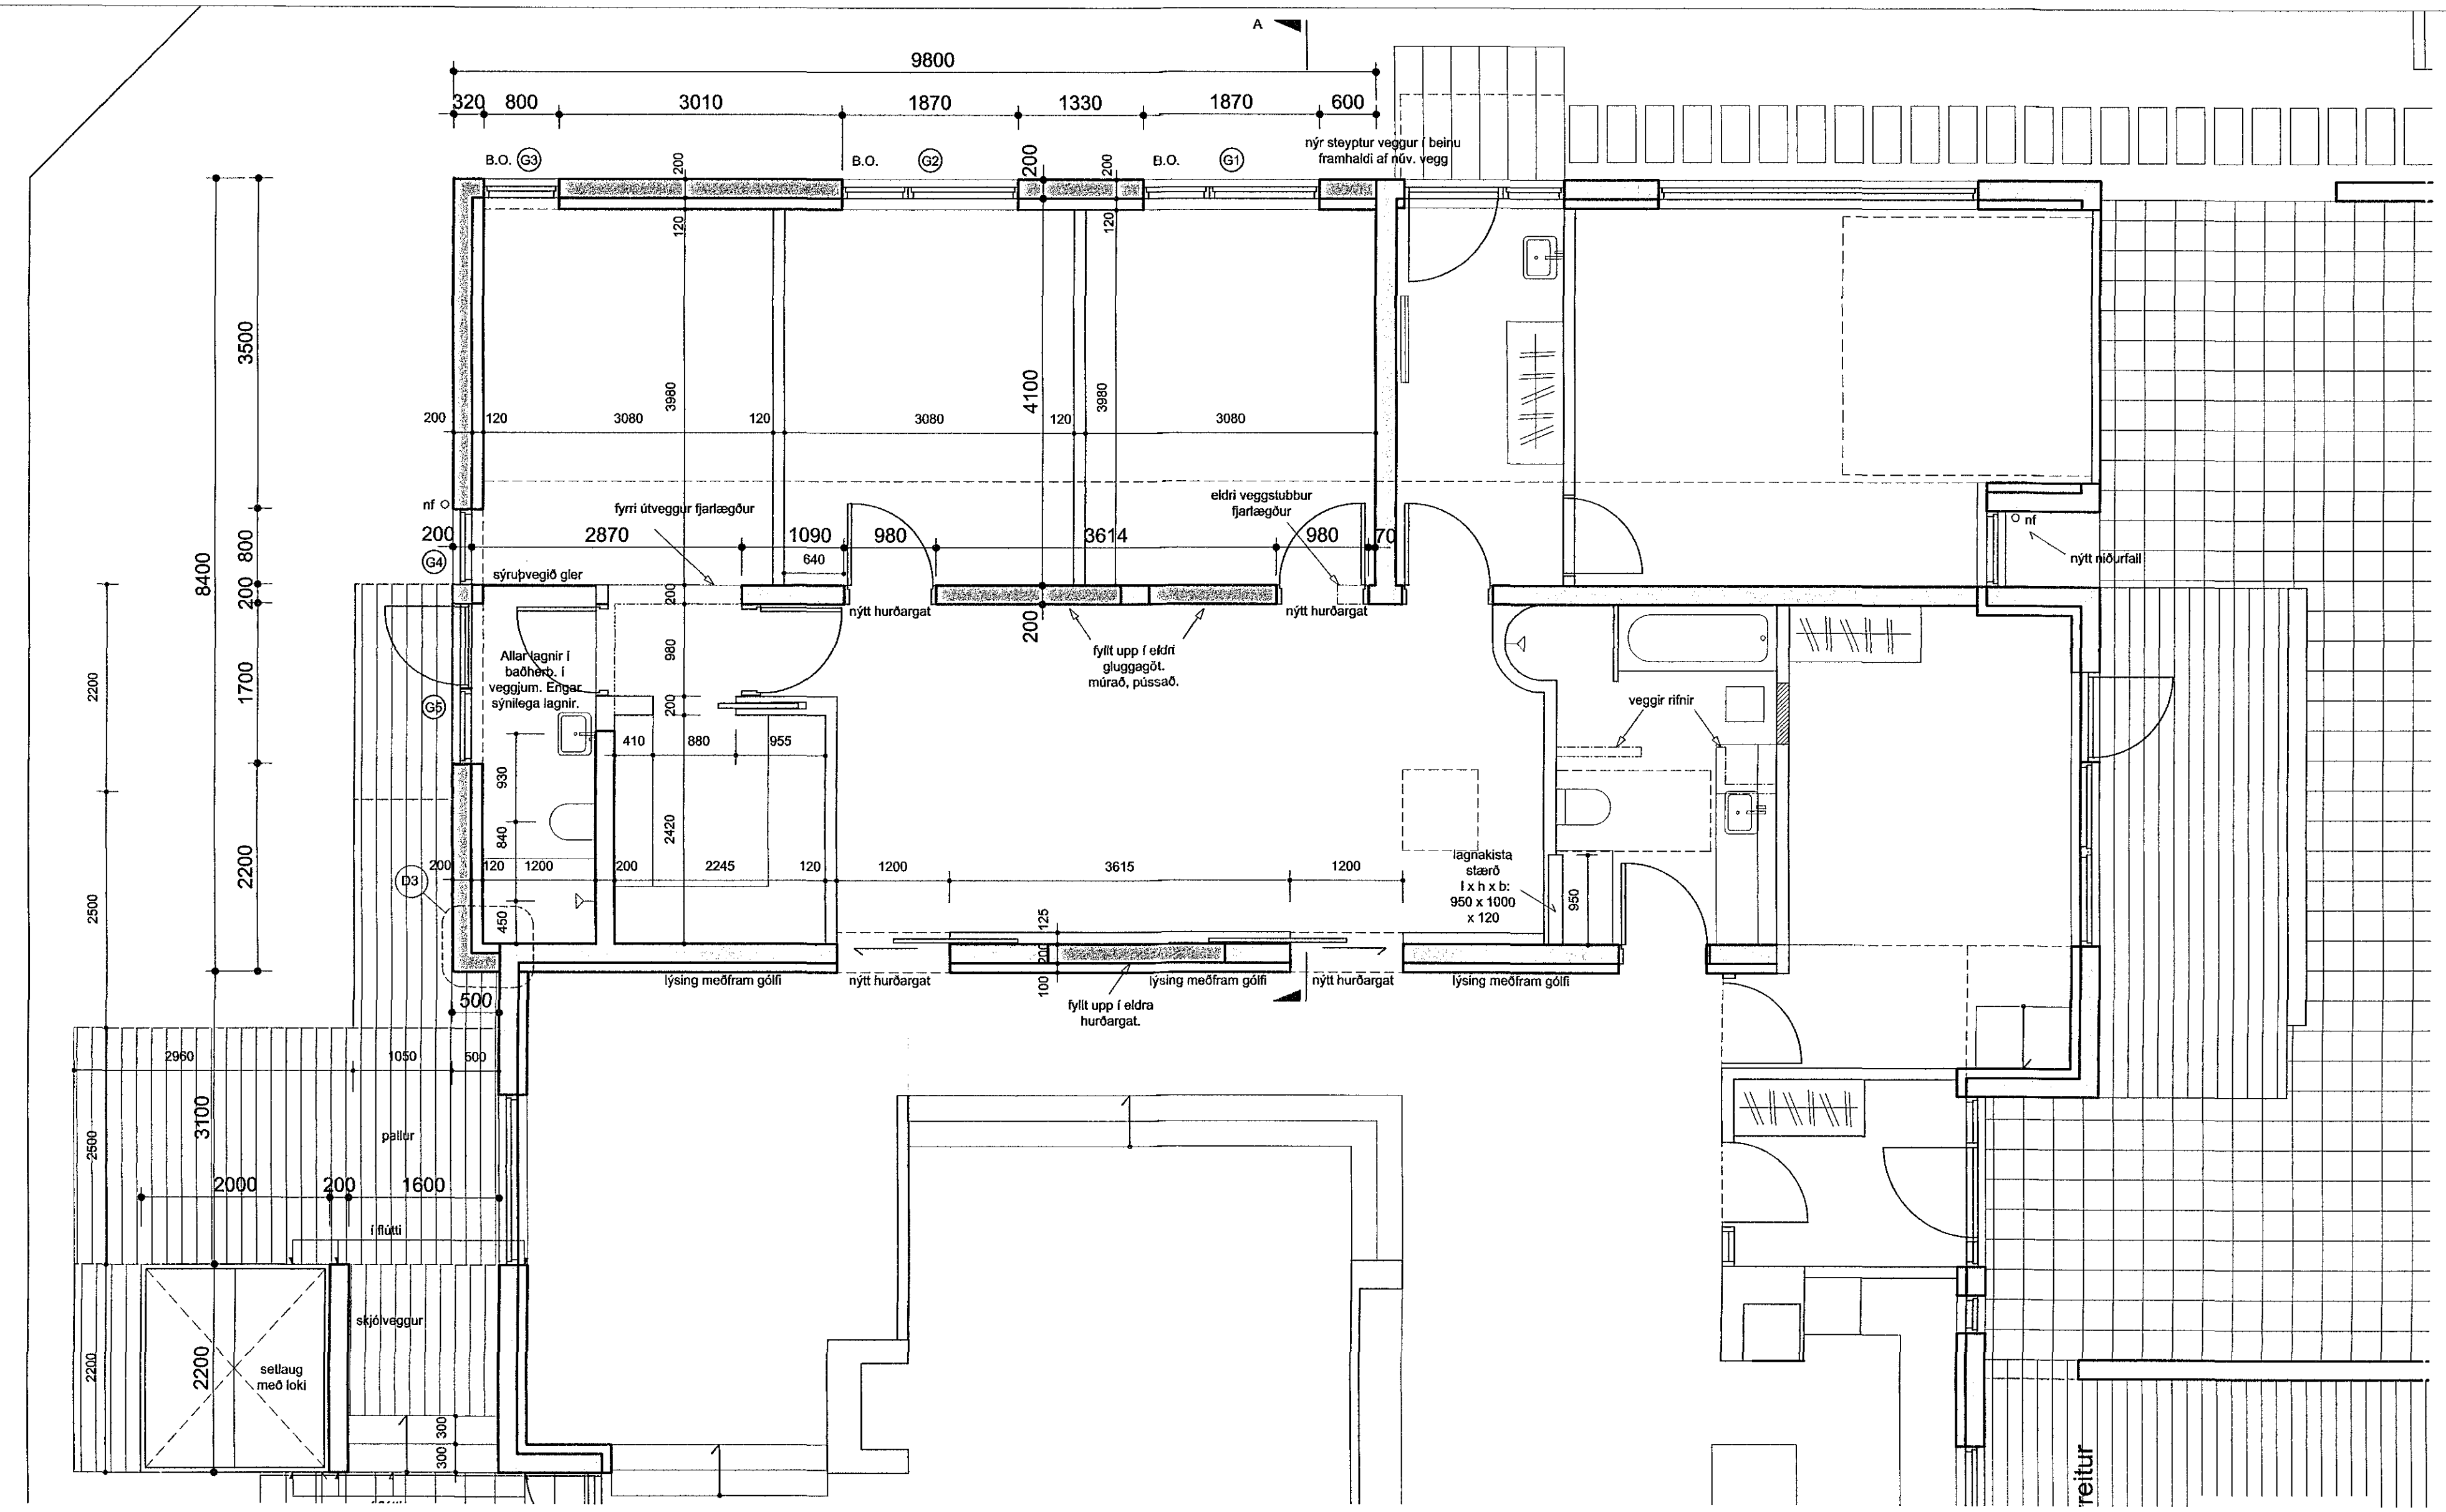 A
9800
320 800 3010 1870 1330 1870 600
nýr steyptur veggur í beinu
framhaldi af núv. vegg
B.O. G3
B.O. G2
B.O. G1
200
200
200
120
120
3500
3980
4100
3980
200 120 3080 120 3080 120 3080
nf
fyrri útveggur fjarlægður
eldri veggstubbur
fjarlægður
nf
nýtt niðurfall
200 2870 1090 980 3614 980 70
640
G4
sýruþvegið gler
8400
800
200
200
200
nýtt hurðargat
nýtt hurðargat
Allar lagnir í
baðherb. í
veggjum. Engar
sýnilega lagnir.
980
fyllt upp í eldri
gluggagöt.
múrað, pússað.
2200
1700
G5
200
veggir rifnir
410 880 955
930
840
2420
2200
200 120 1200 200 2245 120 1200 3615 1200
D3
lagnakista
stærð
l x h x b:
950 x 1000
x 120
950
2500
450
125
200
100
lýsing meðfram gólfi
nýtt hurðargat
lýsing meðfram gólfi
nýtt hurðargat
lýsing meðfram gólfi
500
fyllt upp í eldra
hurðargat.
2960 1050 500
3100
2500
pallur
2000 200 1600
í flútti
skjólveggur
2200
2200
setlaug
með loki
300
300
reitur